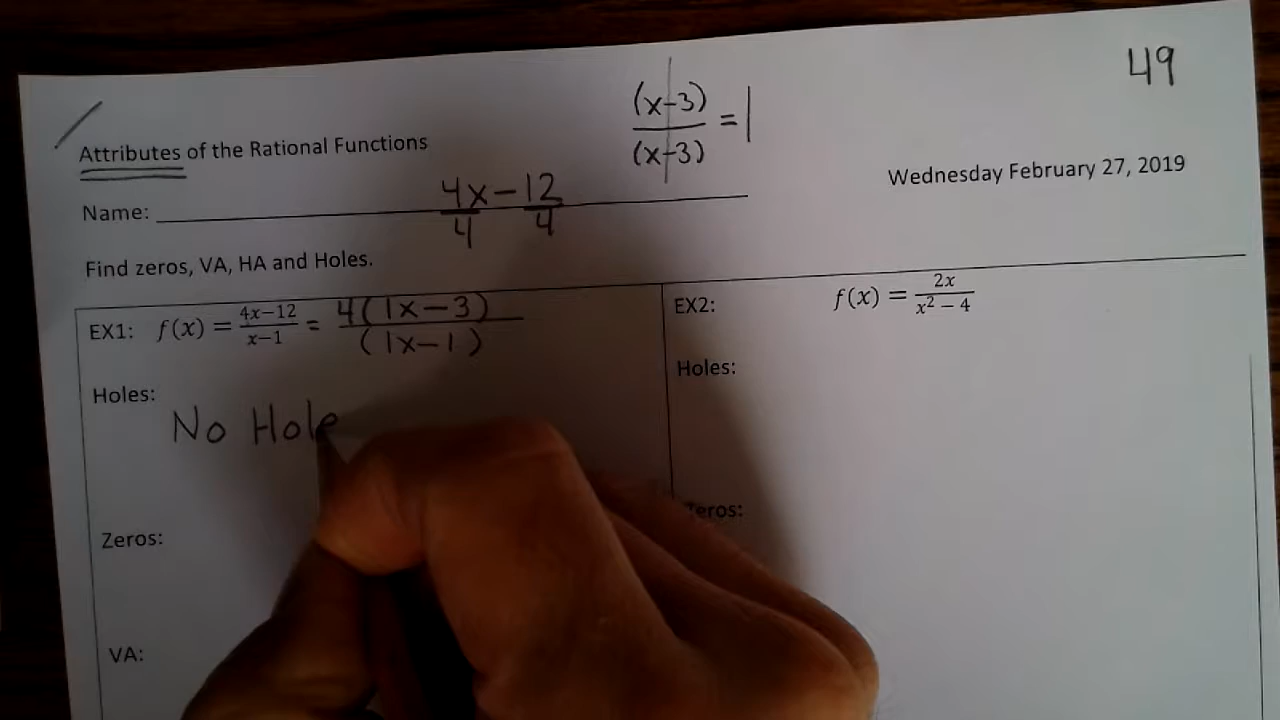 49
(x-3)
(x-3) = 1
Attributes of the Rational Functions
Wednesday February 27, 2019
Name:
4x-12
4 4
Find zeros, VA, HA and Holes.
EX1: f(x) = 4x-12 / x-1 = 4(1x-3) / (1x-1)
Holes:
No Hole
Zeros:
VA:
EX2: f(x) = 2x / x² - 4
Holes: